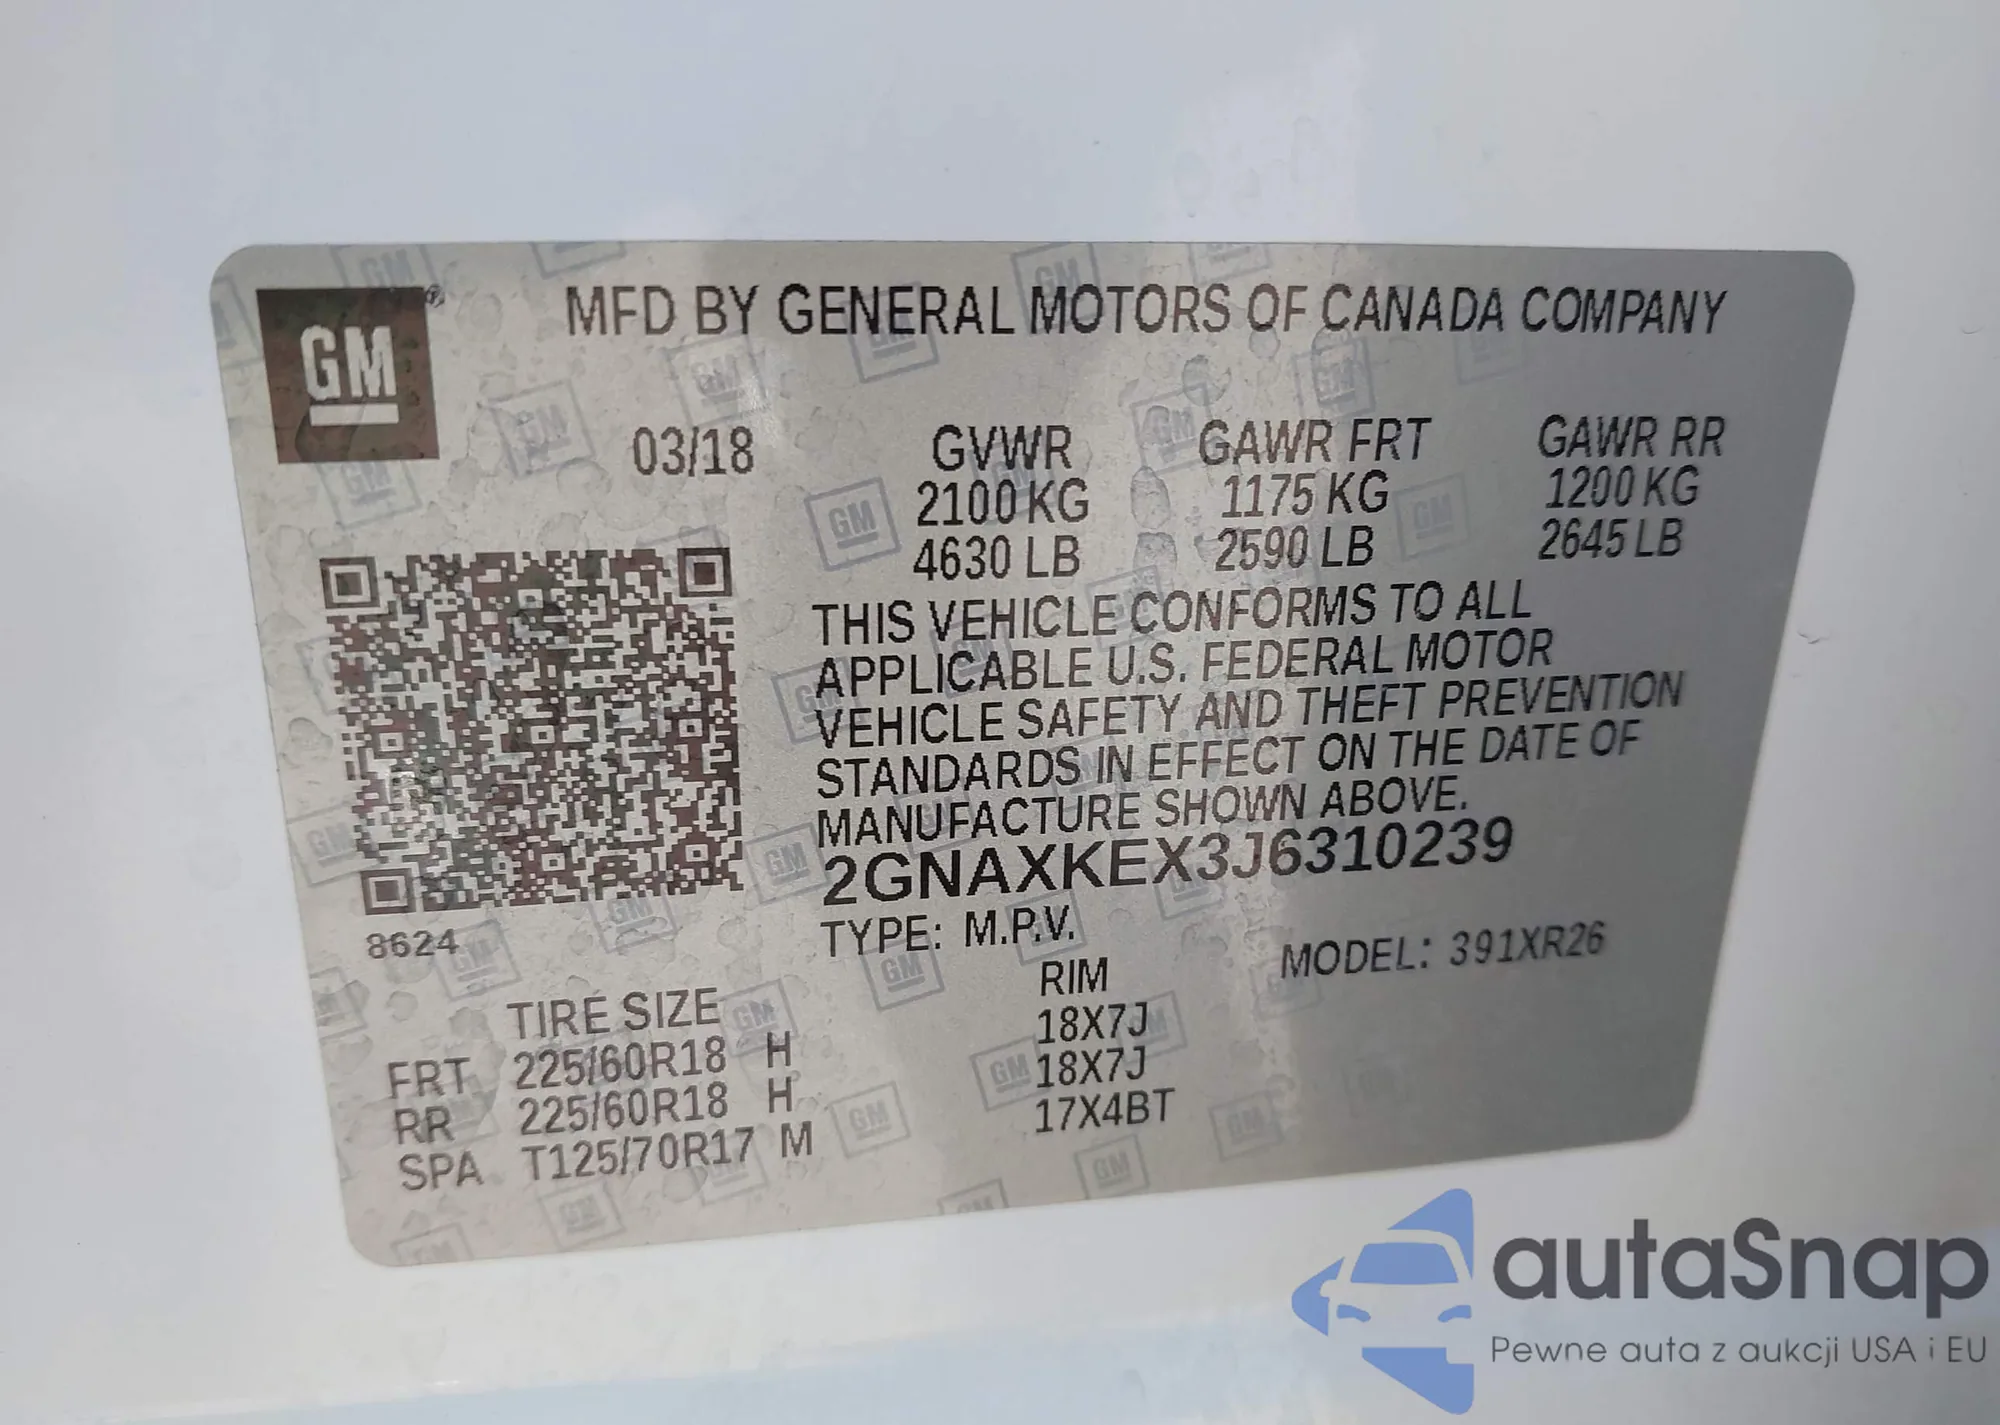 GM ®
MFD BY GENERAL MOTORS OF CANADA COMPANY
03/18 GVWR GAWR FRT GAWR RR
2100 KG 1175 KG 1200 KG
4630 LB 2590 LB 2645 LB
THIS VEHICLE CONFORMS TO ALL
APPLICABLE U.S. FEDERAL MOTOR
VEHICLE SAFETY AND THEFT PREVENTION
STANDARDS IN EFFECT ON THE DATE OF
MANUFACTURE SHOWN ABOVE.
2GNAXKEX3J6310239
8624
TYPE: M.P.V. MODEL: 391XR26
TIRE SIZE RIM
FRT 225/60R18 H 18X7J
RR 225/60R18 H 18X7J
SPA T125/70R17 M 17X4BT
autaSnap
Pewne auta z aukcji USA i EU